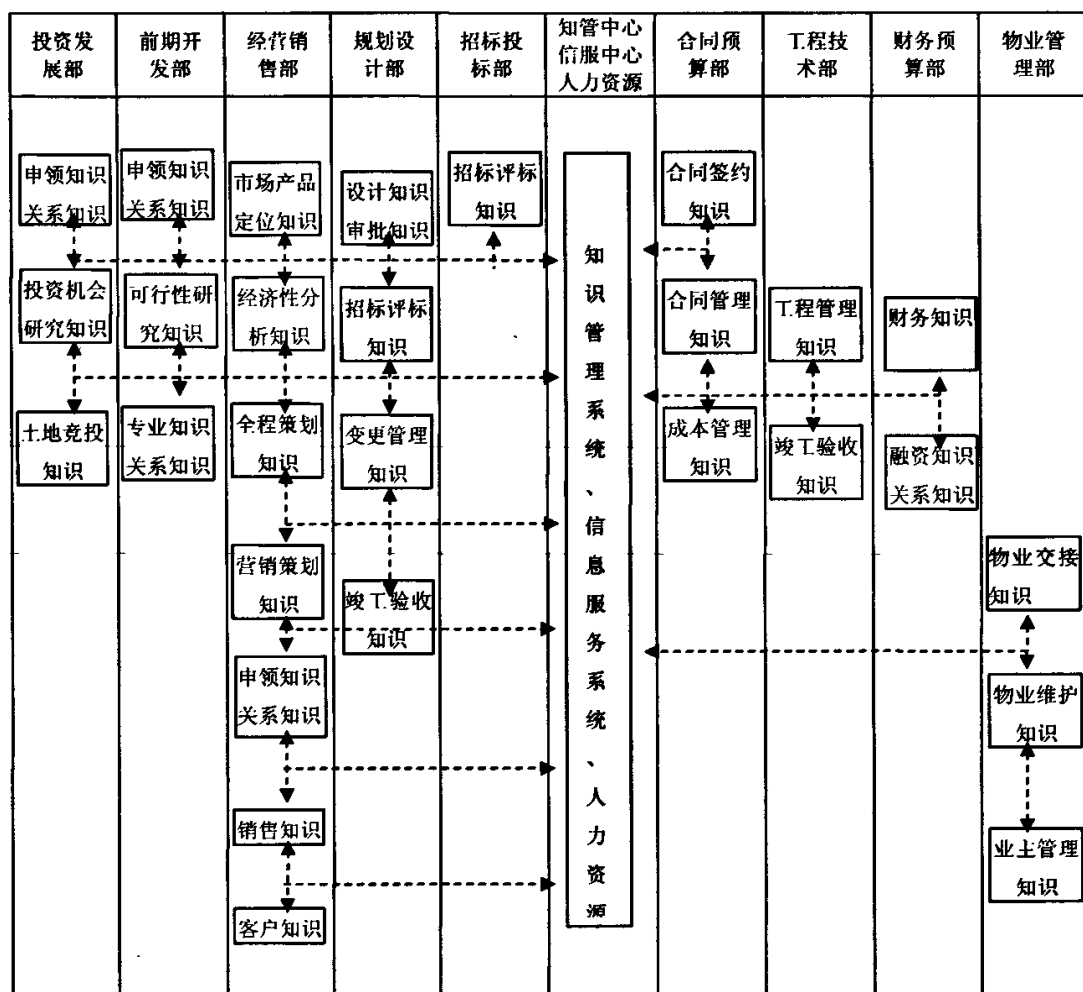 投资发
展部
前期开
发部
经营销
售部
规划设
计部
招标投
标部
知管中心
信服中心
人力资源
合同预
算部
工程技
术部
财务预
算部
物业管
理部
申领知识
关系知识
投资机会
研究知识
土地竞投
知识
申领知识
关系知识
可行性研
究知识
专业知识
关系知识
市场产品
定位知识
经济性分
析知识
全程策划
知识
营销策划
知识
申领知识
关系知识
销售知识
客户知识
设计知识
审批知识
招标评标
知识
变更管理
知识
竣工验收
知识
招标评标
知识
知
识
管
理
系
统
、
信
息
服
务
系
统
、
人
力
资
源
合同签约
知识
合同管理
知识
成本管理
知识
工程管理
知识
竣工验收
知识
财务知识
融资知识
关系知识
物业交接
知识
物业维护
知识
业主管理
知识